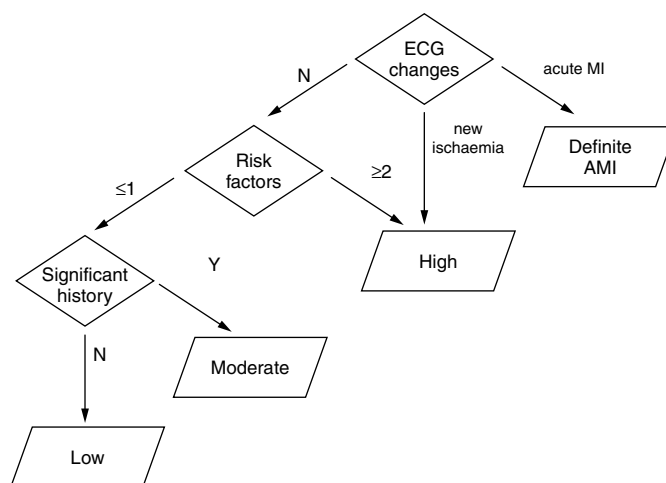 ECG
changes
N
acute MI
new
ischaemia
Definite
AMI
Risk
factors
≤1
≥2
Significant
history
Y
High
N
Moderate
Low